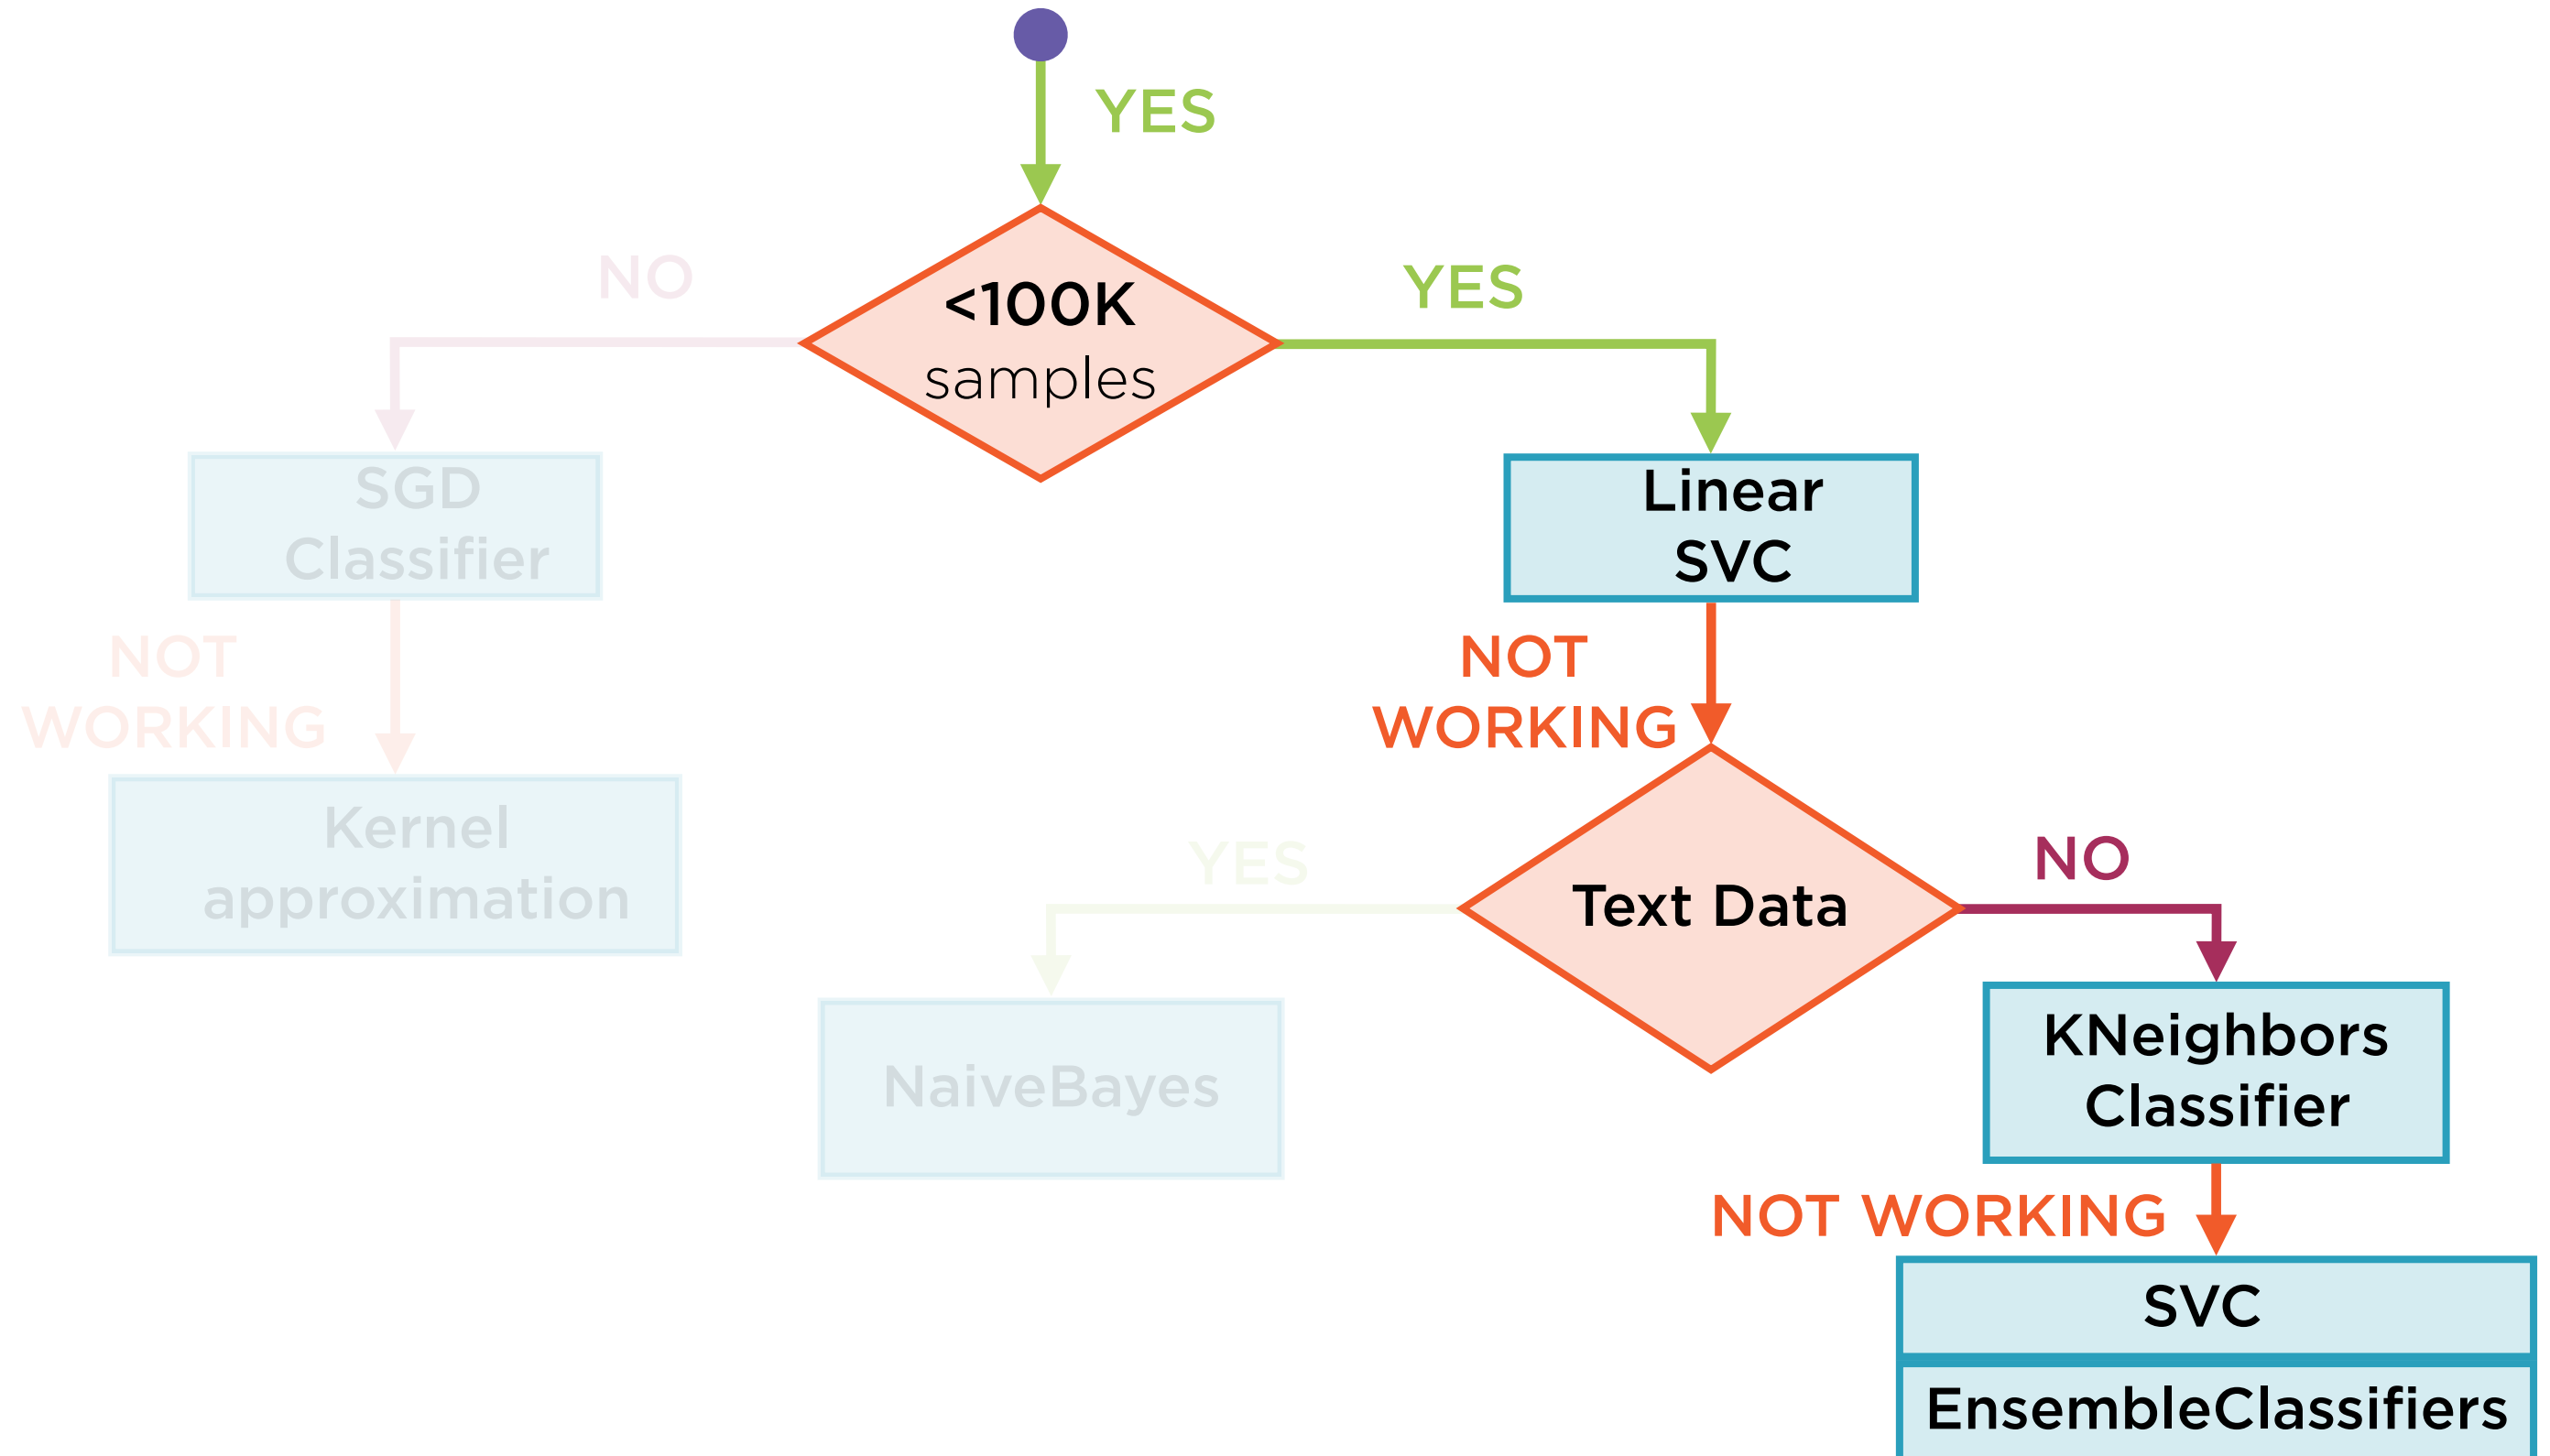 YES
NO
<100K
samples
YES
SGD
Classifier
Linear
SVC
NOT
WORKING
NOT
WORKING
Kernel
approximation
YES
Text Data
NO
NaiveBayes
KNeighbors
Classifier
NOT WORKING
SVC
EnsembleClassifiers